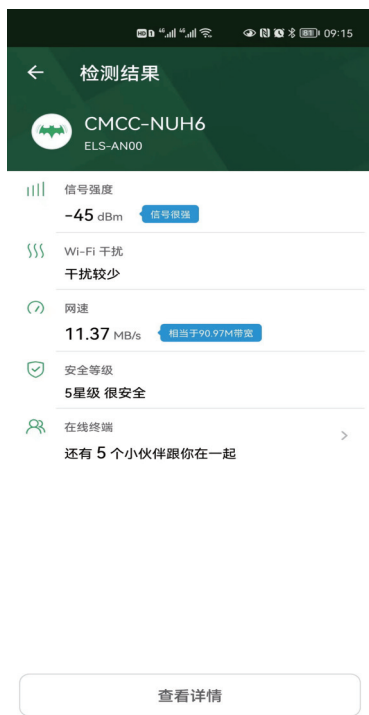 81 09:15
检测结果
CMCC-NUH6
ELS-AN00
信号强度
-45 dBm 信号很强
Wi-Fi 干扰
干扰较少
网速
11.37 MB/s 相当于90.97M带宽
安全等级
5星级 很安全
在线终端
还有 5 个小伙伴跟你在一起
查看详情